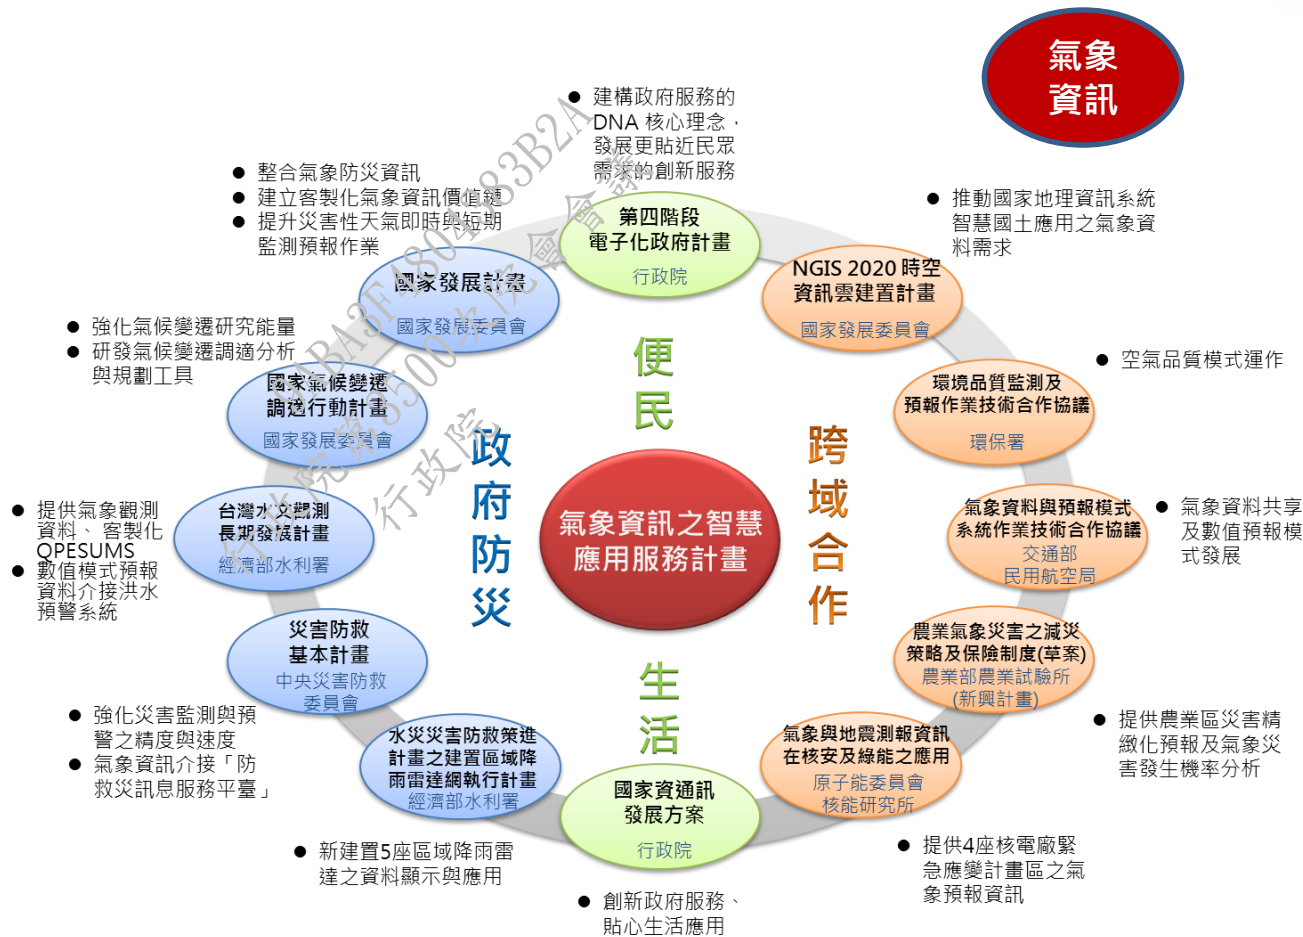 氣象
資訊
● 建構政府服務的
DNA 核心理念，
發展更貼近民眾
需求的創新服務
● 整合氣象防災資訊
● 建立客製化氣象資訊價值鏈
● 提升災害性天氣即時與短期
監測預報作業
● 推動國家地理資訊系統
智慧國土應用之氣象資
料需求
第四階段
電子化政府計畫
行政院
國家發展計畫
國家發展委員會
NGIS 2020 時空
資訊雲建置計畫
國家發展委員會
● 強化氣候變遷研究能量
● 研發氣候變遷調適分析
與規劃工具
國家氣候變遷
調適行動計畫
國家發展委員會
● 空氣品質模式運作
環境品質監測及
預報作業技術合作協議
環保署
便民
政府防災
跨域合作
生活
氣象資訊之智慧
應用服務計畫
● 提供氣象觀測
資料、 客製化
QPESUMS
● 數值模式預報
資料介接洪水
預警系統
台灣水文觀測
長期發展計畫
經濟部水利署
氣象資料與預報模式
系統作業技術合作協議
交通部
民用航空局
● 氣象資料共享
及數值預報模
式發展
災害防救
基本計畫
中央災害防救
委員會
農業氣象災害之減災
策略及保險制度(草案)
農業部農業試驗所
(新興計畫)
● 強化災害監測與預
警之精度與速度
● 氣象資訊介接「防
救災訊息服務平臺」
水災災害防救策進
計畫之建置區域降
雨雷達網執行計畫
經濟部水利署
國家資通訊
發展方案
行政院
氣象與地震測報資訊
在核安及綠能之應用
原子能委員會
核能研究所
● 提供農業區災害精
緻化預報及氣象災
害發生機率分析
● 新建置5座區域降雨雷
達之資料顯示與應用
● 創新政府服務、
貼心生活應用
● 提供4座核電廠緊
急應變計畫區之氣
象預報資訊
行政院第3500次院會會議
行政院